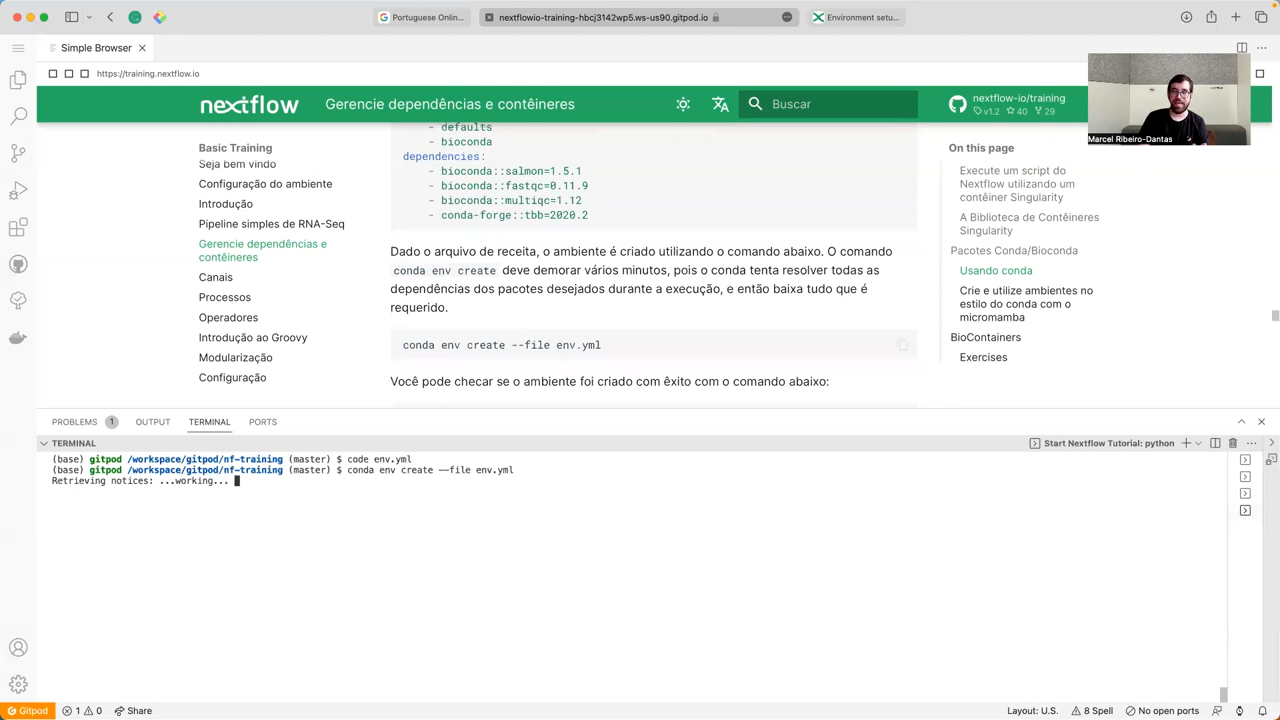 Portuguese Onlin...
nextflowio-training-hbcj3142wp5.ws-us90.gitpod.io
Environment setu...
Simple Browser
https://training.nextflow.io
nextflow
Gerencie dependências e contêineres
Buscar
nextflow-io/training
v1.2 40 29
Marcel Ribeiro-Dantas
Basic Training
Seja bem vindo
Configuração do ambiente
Introdução
Pipeline simples de RNA-Seq
Gerencie dependências e
contêineres
Canais
Processos
Operadores
Introdução ao Groovy
Modularização
Configuração
- defaults
- bioconda
dependencies:
- bioconda::salmon=1.5.1
- bioconda::fastqc=0.11.9
- bioconda::multiqc=1.12
- conda-forge::tbb=2020.2
Dado o arquivo de receita, o ambiente é criado utilizando o comando abaixo. O comando
conda env create deve demorar vários minutos, pois o conda tenta resolver todas as
dependências dos pacotes desejados durante a execução, e então baixa tudo que é
requerido.
conda env create --file env.yml
Você pode checar se o ambiente foi criado com êxito com o comando abaixo:
On this page
Execute um script do
Nextflow utilizando um
contêiner Singularity
A Biblioteca de Contêineres
Singularity
Pacotes Conda/Bioconda
Usando conda
Crie e utilize ambientes no
estilo do conda com o
micromamba
BioContainers
Exercises
PROBLEMS 1 OUTPUT TERMINAL PORTS
TERMINAL
Start Nextflow Tutorial: python
(base) gitpod /workspace/gitpod/nf-training (master) $ code env.yml
(base) gitpod /workspace/gitpod/nf-training (master) $ conda env create --file env.yml
Retrieving notices: ...working...
Gitpod 1 0 Share
Layout: U.S. 8 Spell No open ports